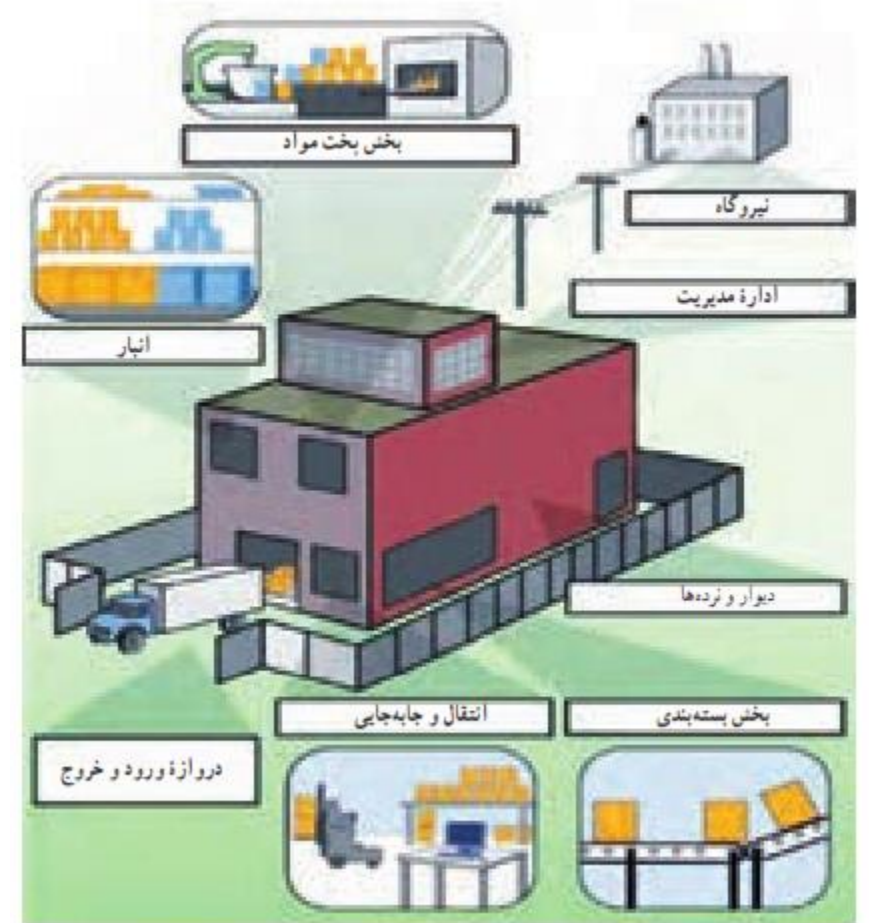 بخش پخت مواد
نیروگاه
ادارهٔ مدیریت
انبار
دیوار و نرده‌ها
بخش بسته‌بندی
انتقال و جابه‌جایی
دروازهٔ ورود و خروج